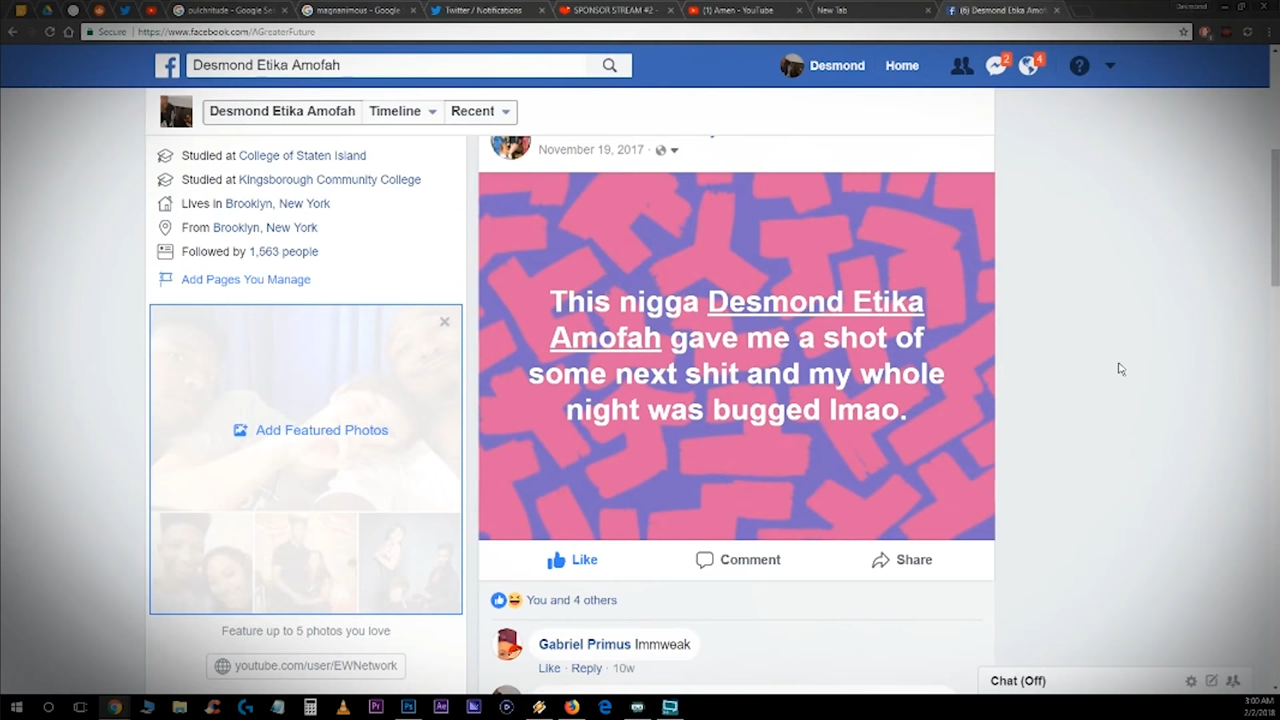 pulchritude - Google Se
magnanimous - Google
Twitter / Notifications
SPONSOR STREAM #2 -
(1) Amen - YouTube
New Tab
(6) Desmond Etika Amof
Desmond
Secure
https://www.facebook.com/AGreaterFuture
Desmond Etika Amofah
Desmond
Home
2
4
Desmond Etika Amofah
Timeline
Recent
Studied at College of Staten Island
Studied at Kingsborough Community College
Lives in Brooklyn, New York
From Brooklyn, New York
Followed by 1,563 people
Add Pages You Manage
Add Featured Photos
Feature up to 5 photos you love
youtube.com/user/EWNetwork
November 19, 2017 ·
This nigga Desmond Etika
Amofah gave me a shot of
some next shit and my whole
night was bugged lmao.
Like
Comment
Share
You and 4 others
Gabriel Primus Immweak
Like · Reply · 10w
Chat (Off)
3:00 AM
2/2/2018